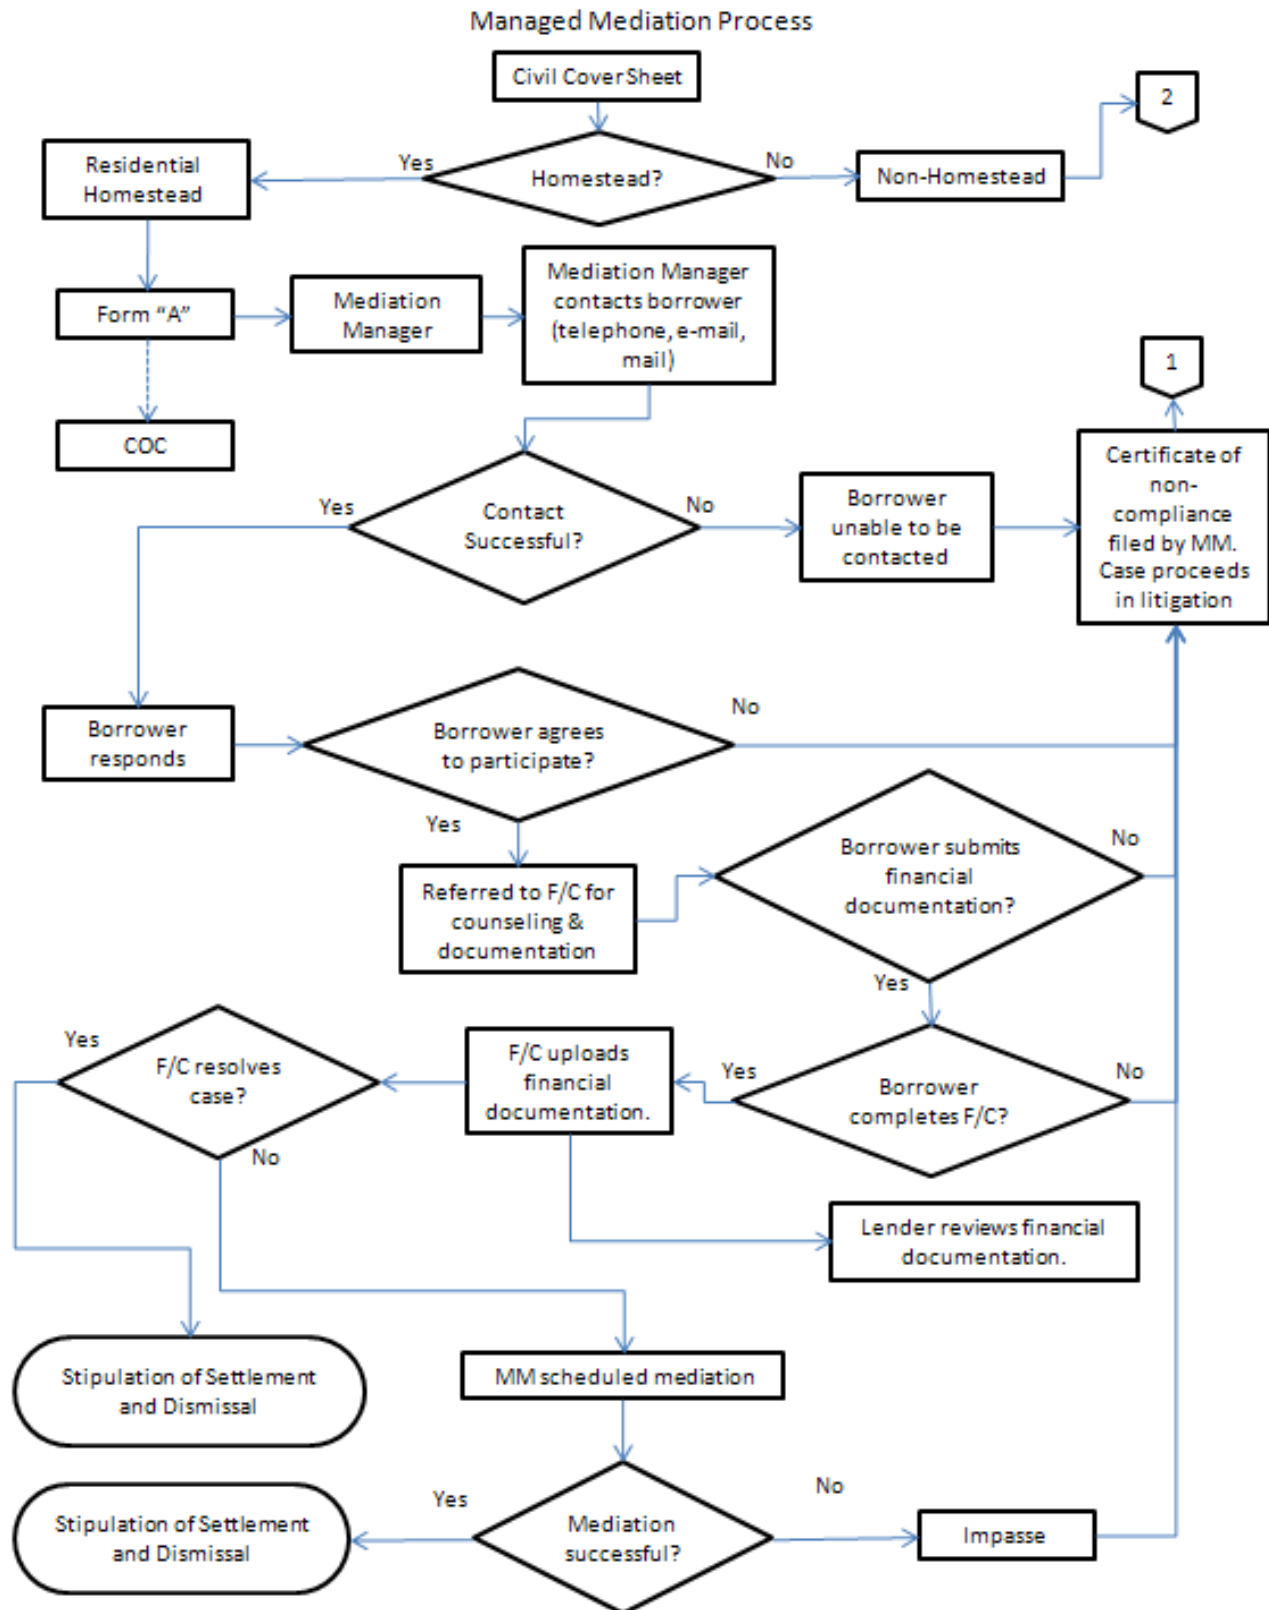 Managed Mediation Process
Civil Cover Sheet
2
Residential
Homestead
Yes
Homestead?
No
Non-Homestead
Form “A”
Mediation
Manager
Mediation Manager
contacts borrower
(telephone, e-mail,
mail)
1
COC
Yes
Contact
Successful?
No
Borrower
unable to be
contacted
Certificate of
non-
compliance
filed by MM.
Case proceeds
in litigation
Borrower
responds
Borrower agrees
to participate?
No
Yes
Referred to F/C for
counseling &
documentation
Borrower submits
financial
documentation?
No
Yes
Yes
F/C resolves
case?
No
F/C uploads
financial
documentation.
Yes
Borrower
completes F/C?
No
Lender reviews financial
documentation.
Stipulation of Settlement
and Dismissal
MM scheduled mediation
Stipulation of Settlement
and Dismissal
Yes
Mediation
successful?
No
Impasse